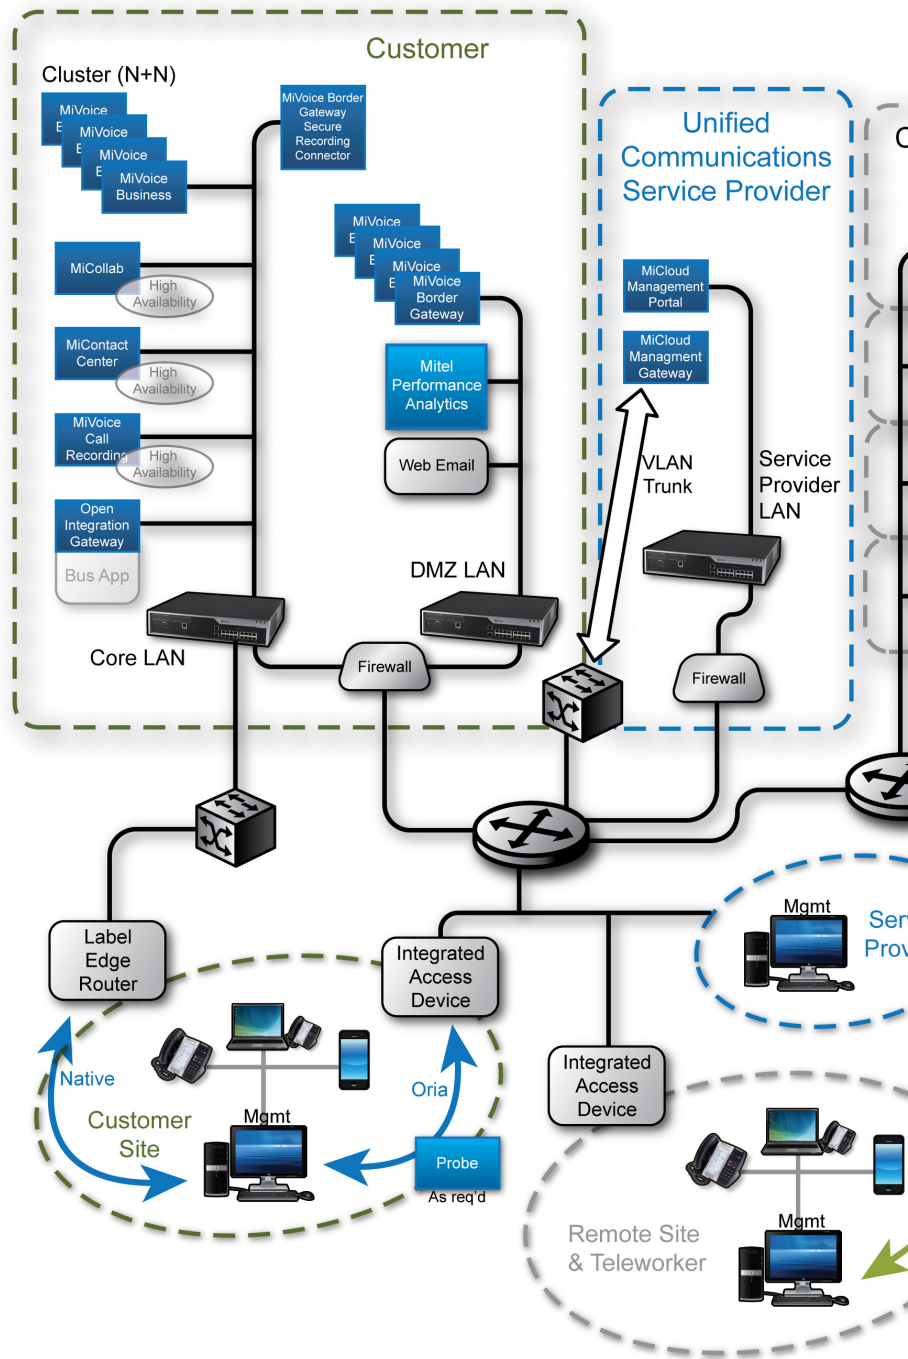 Customer
Cluster (N+N)
MiVoice
MiVoice
MiVoice
MiVoice
Business
MiVoice Border
Gateway
Secure
Recording
Connector
MiCollab
High
Availability
MiContact
Center
High
Availability
MiVoice
Call
Recording
High
Availability
Open
Integration
Gateway
Bus App
Core LAN
MiVoice
MiVoice
MiVoice
MiVoice
Border
Gateway
Mitel
Performance
Analytics
Web Email
DMZ LAN
Firewall
Unified
Communications
Service Provider
MiCloud
Management
Portal
MiCloud
Managment
Gateway
VLAN
Trunk
Service
Provider
LAN
Firewall
Label
Edge
Router
Integrated
Access
Device
Native
Oria
Customer
Site
Mgmt
Probe
As req'd
Mgmt
Integrated
Access
Device
Remote Site
& Teleworker
Mgmt